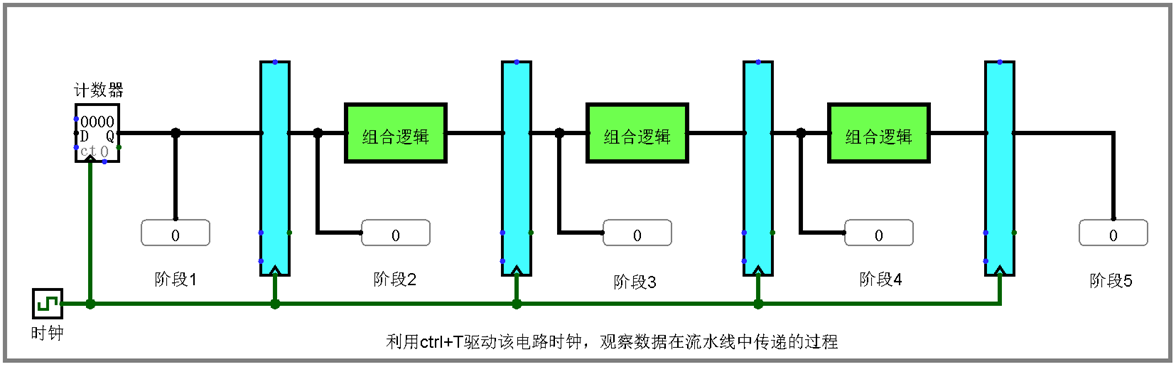 计数器
0000
D Q
ct0
组合逻辑
组合逻辑
组合逻辑
0
0
0
0
0
阶段1
阶段2
阶段3
阶段4
阶段5
时钟
利用ctrl+T驱动该电路时钟，观察数据在流水线中传递的过程